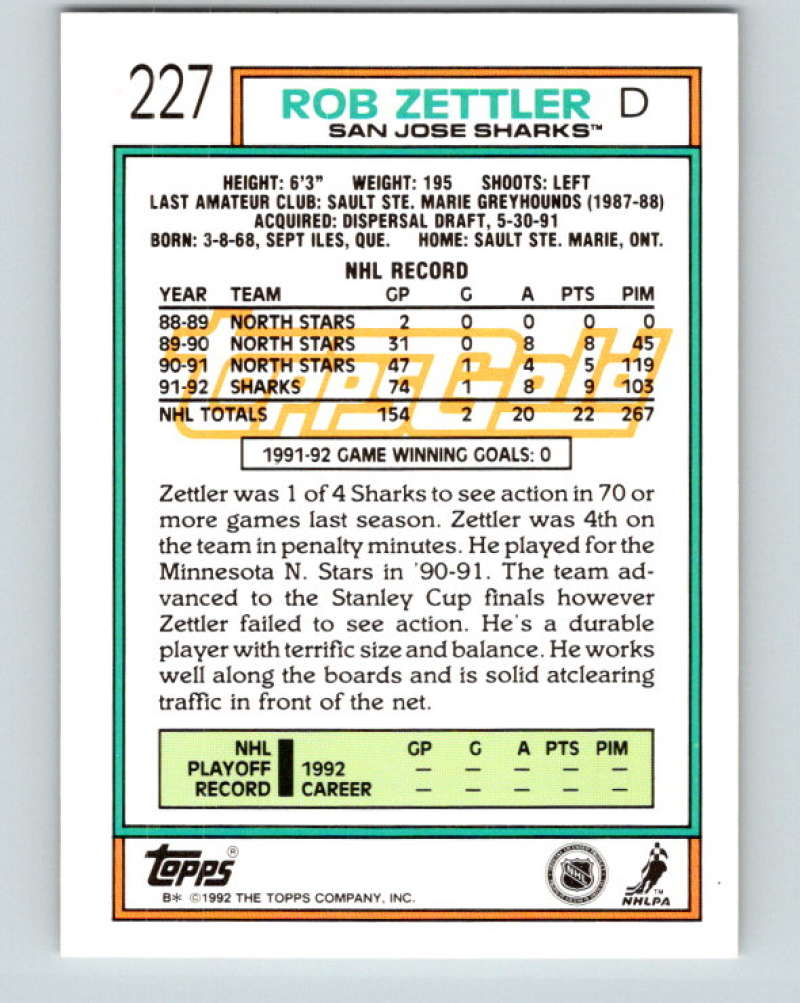 227
ROB ZETTLER D
SAN JOSE SHARKS™
HEIGHT: 6'3" WEIGHT: 195 SHOOTS: LEFT
LAST AMATEUR CLUB: SAULT STE. MARIE GREYHOUNDS (1987-88)
ACQUIRED: DISPERSAL DRAFT, 5-30-91
BORN: 3-8-68, SEPT ILES, QUE. HOME: SAULT STE. MARIE, ONT.
NHL RECORD
YEAR TEAM GP G A PTS PIM
88-89 NORTH STARS 2 0 0 0 0
89-90 NORTH STARS 31 0 8 8 45
90-91 NORTH STARS 47 1 4 5 119
91-92 SHARKS 74 1 8 9 103
NHL TOTALS 154 2 20 22 267
ToppsGold
1991-92 GAME WINNING GOALS: 0
Zettler was 1 of 4 Sharks to see action in 70 or
more games last season. Zettler was 4th on
the team in penalty minutes. He played for the
Minnesota N. Stars in '90-91. The team ad-
vanced to the Stanley Cup finals however
Zettler failed to see action. He's a durable
player with terrific size and balance. He works
well along the boards and is solid atclearing
traffic in front of the net.
NHL GP G A PTS PIM
PLAYOFF 1992 — — — — —
RECORD CAREER — — — — —
Topps®
B* ©1992 THE TOPPS COMPANY, INC.
NHL
NHLPA™